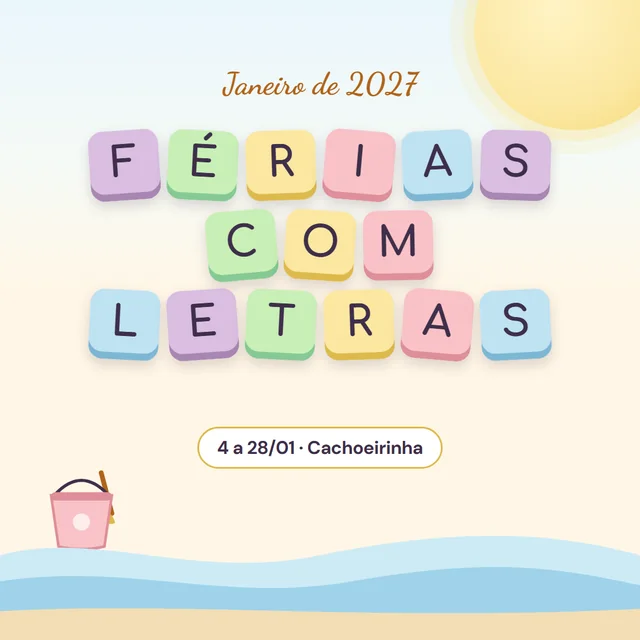 Janeiro de 2027
FÉRIAS
COM
LETRAS
4 a 28/01 · Cachoeirinha